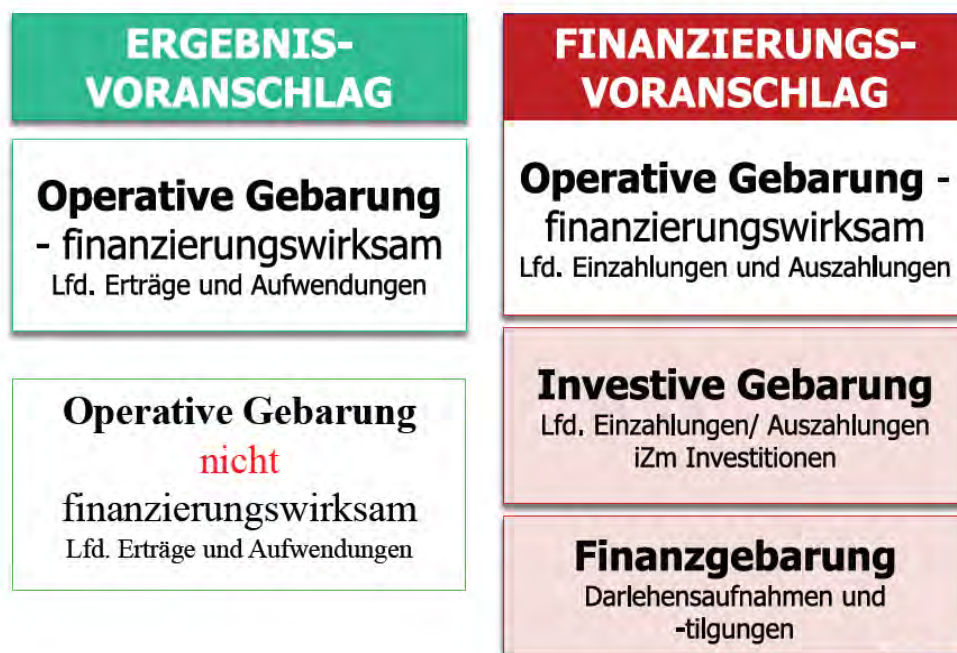 ERGEBNIS-
VORANSCHLAG
Operative Gebarung
- finanzierungswirksam
Lfd. Erträge und Aufwendungen
Operative Gebarung
nicht
finanzierungswirksam
Lfd. Erträge und Aufwendungen
FINANZIERUNGS-
VORANSCHLAG
Operative Gebarung -
finanzierungswirksam
Lfd. Einzahlungen und Auszahlungen
Investive Gebarung
Lfd. Einzahlungen/ Auszahlungen
iZm Investitionen
Finanzgebarung
Darlehensaufnahmen und
-tilgungen